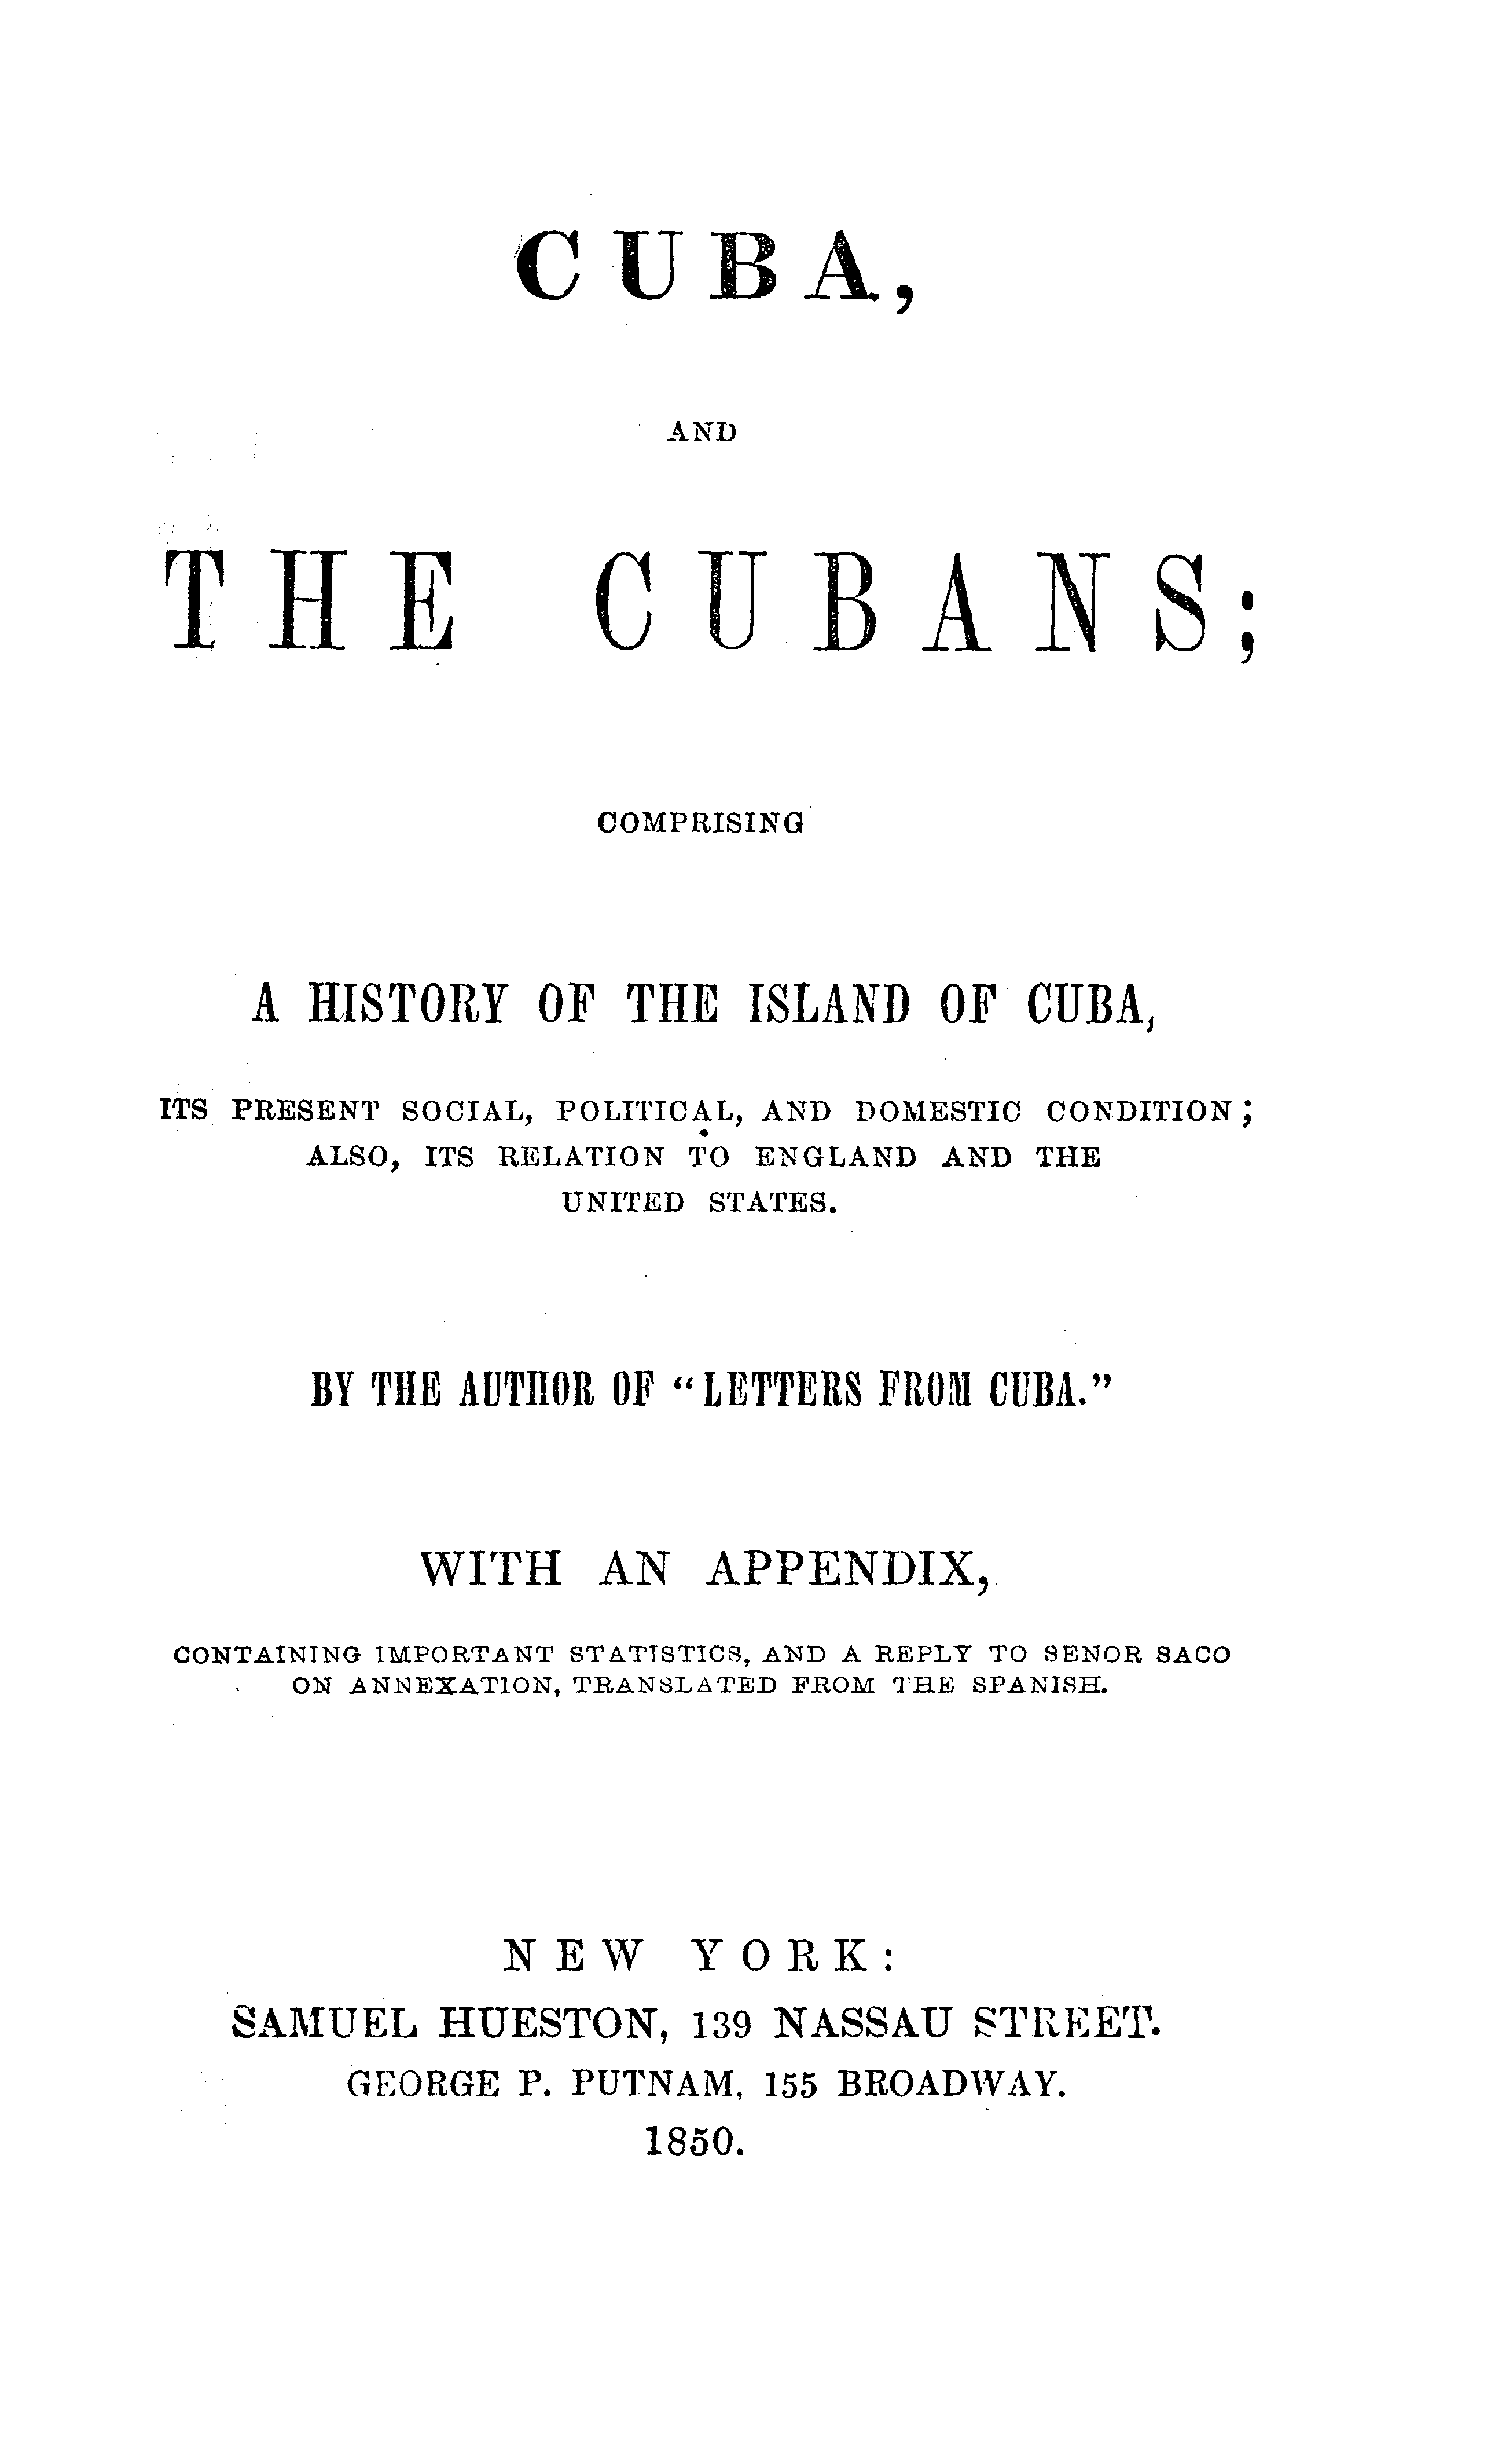 CUBA,
AND
THE CUBANS;
COMPRISING
A HISTORY OF THE ISLAND OF CUBA,
ITS PRESENT SOCIAL, POLITICAL, AND DOMESTIC CONDITION;
ALSO, ITS RELATION TO ENGLAND AND THE
UNITED STATES.
BY THE AUTHOR OF “LETTERS FROM CUBA.”
WITH AN APPENDIX,
CONTAINING IMPORTANT STATISTICS, AND A REPLY TO SENOR SACO
ON ANNEXATION, TRANSLATED FROM THE SPANISH.
NEW YORK:
SAMUEL HUESTON, 139 NASSAU STREET.
GEORGE P. PUTNAM, 155 BROADWAY.
1850.